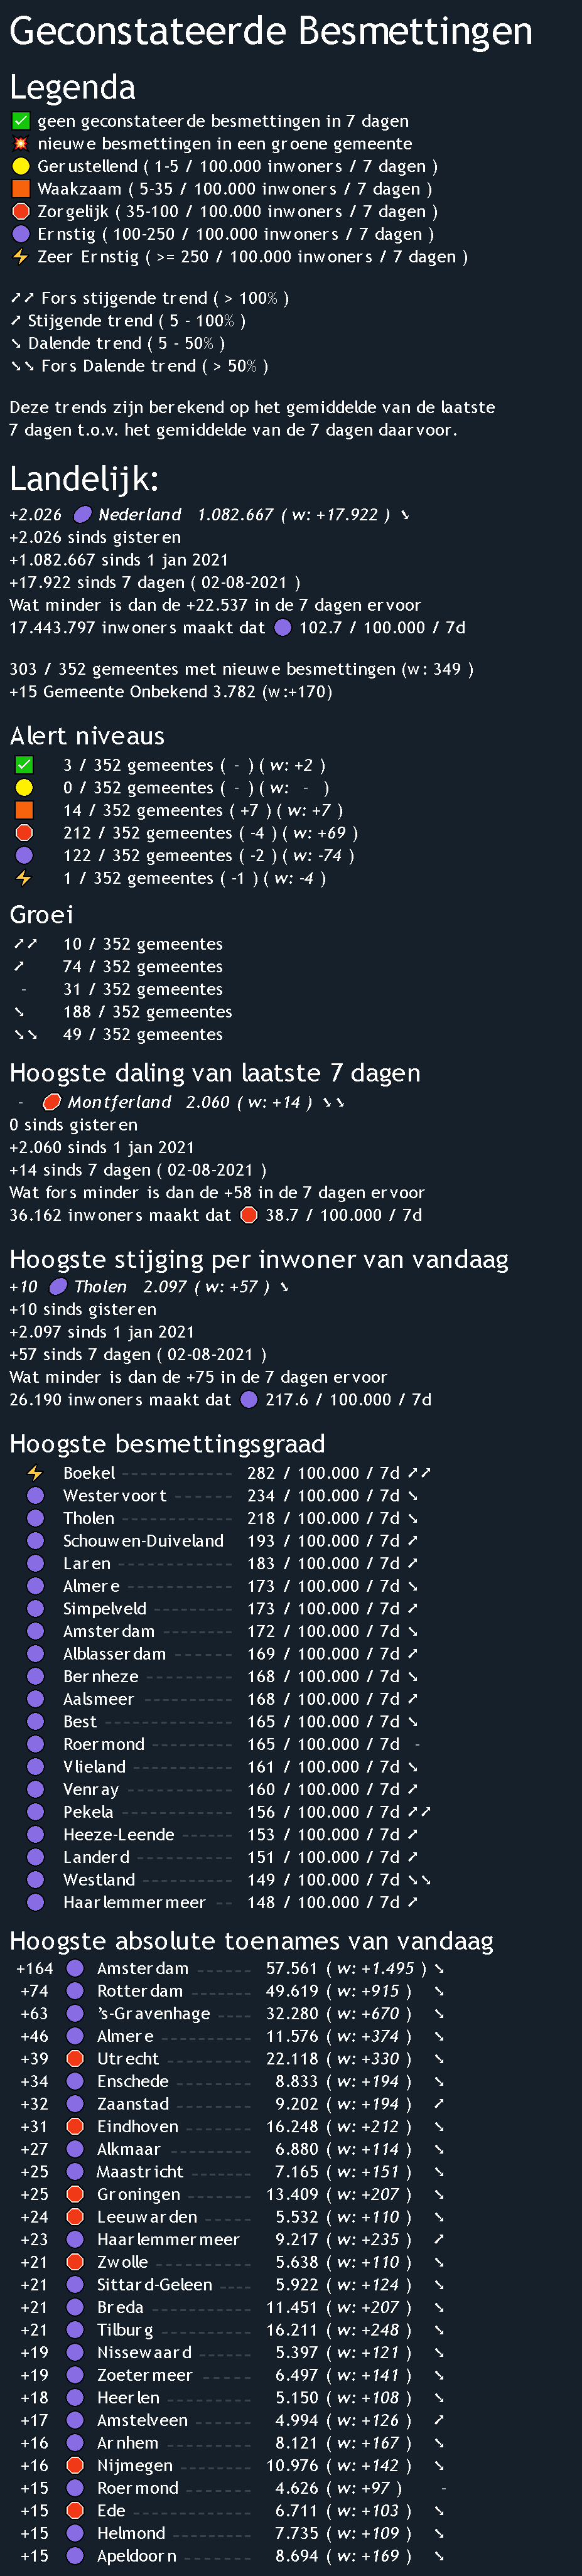 Geconstateerde Besmettingen
Legenda
✅ geen geconstateerde besmettingen in 7 dagen
💥 nieuwe besmettingen in een groene gemeente
🟡 Gerustellend ( 1-5 / 100.000 inwoners / 7 dagen )
🟧 Waakzaam ( 5-35 / 100.000 inwoners / 7 dagen )
🛑 Zorgelijk ( 35-100 / 100.000 inwoners / 7 dagen )
🟣 Ernstig ( 100-250 / 100.000 inwoners / 7 dagen )
⚡ Zeer Ernstig ( >= 250 / 100.000 inwoners / 7 dagen )
➚➚ Fors stijgende trend ( > 100% )
➚ Stijgende trend ( 5 - 100% )
➘ Dalende trend ( 5 - 50% )
➘➘ Fors Dalende trend ( > 50% )
Deze trends zijn berekend op het gemiddelde van de laatste
7 dagen t.o.v. het gemiddelde van de 7 dagen daarvoor.
Landelijk:
+2.026 🟣 Nederland 1.082.667 ( w: +17.922 ) ➘
+2.026 sinds gisteren
+1.082.667 sinds 1 jan 2021
+17.922 sinds 7 dagen ( 02-08-2021 )
Wat minder is dan de +22.537 in de 7 dagen ervoor
17.443.797 inwoners maakt dat 🟣 102.7 / 100.000 / 7d
303 / 352 gemeentes met nieuwe besmettingen (w: 349 )
+15 Gemeente Onbekend 3.782 (w:+170)
Alert niveaus
✅ 3 / 352 gemeentes ( - ) ( w: +2 )
🟡 0 / 352 gemeentes ( - ) ( w: - )
🟧 14 / 352 gemeentes ( +7 ) ( w: +7 )
🛑 212 / 352 gemeentes ( -4 ) ( w: +69 )
🟣 122 / 352 gemeentes ( -2 ) ( w: -74 )
⚡ 1 / 352 gemeentes ( -1 ) ( w: -4 )
Groei
➚➚ 10 / 352 gemeentes
➚ 74 / 352 gemeentes
- 31 / 352 gemeentes
➘ 188 / 352 gemeentes
➘➘ 49 / 352 gemeentes
Hoogste daling van laatste 7 dagen
- 🛑 Montferland 2.060 ( w: +14 ) ➘➘
0 sinds gisteren
+2.060 sinds 1 jan 2021
+14 sinds 7 dagen ( 02-08-2021 )
Wat fors minder is dan de +58 in de 7 dagen ervoor
36.162 inwoners maakt dat 🛑 38.7 / 100.000 / 7d
Hoogste stijging per inwoner van vandaag
+10 🟣 Tholen 2.097 ( w: +57 ) ➘
+10 sinds gisteren
+2.097 sinds 1 jan 2021
+57 sinds 7 dagen ( 02-08-2021 )
Wat minder is dan de +75 in de 7 dagen ervoor
26.190 inwoners maakt dat 🟣 217.6 / 100.000 / 7d
Hoogste besmettingsgraad
⚡ Boekel ------------ 282 / 100.000 / 7d ➚➚
🟣 Westervoort ------- 234 / 100.000 / 7d ➘
🟣 Tholen ------------ 218 / 100.000 / 7d ➘
🟣 Schouwen-Duiveland 193 / 100.000 / 7d ➚
🟣 Laren ------------- 183 / 100.000 / 7d ➚
🟣 Almere ------------ 173 / 100.000 / 7d ➘
🟣 Simpelveld -------- 173 / 100.000 / 7d ➚
🟣 Amsterdam --------- 172 / 100.000 / 7d ➘
🟣 Alblasserdam ------ 169 / 100.000 / 7d ➚
🟣 Bernheze ---------- 168 / 100.000 / 7d ➘
🟣 Aalsmeer ---------- 168 / 100.000 / 7d ➚
🟣 Best -------------- 165 / 100.000 / 7d ➘
🟣 Roermond ---------- 165 / 100.000 / 7d -
🟣 Vlieland ---------- 161 / 100.000 / 7d ➘
🟣 Venray ------------ 160 / 100.000 / 7d ➚
🟣 Pekela ------------ 156 / 100.000 / 7d ➚➚
🟣 Heeze-Leende ------ 153 / 100.000 / 7d ➚
🟣 Landerd ----------- 151 / 100.000 / 7d ➚
🟣 Westland ---------- 149 / 100.000 / 7d ➘➘
🟣 Haarlemmermeer -- 148 / 100.000 / 7d ➚
Hoogste absolute toenames van vandaag
+164 🟣 Amsterdam ------ 57.561 ( w: +1.495 ) ➘
+74 🟣 Rotterdam ------ 49.619 ( w: +915 ) ➘
+63 🟣 's-Gravenhage ---- 32.280 ( w: +670 ) ➘
+46 🟣 Almere --------- 11.576 ( w: +374 ) ➘
+39 🛑 Utrecht --------- 22.118 ( w: +330 ) ➘
+34 🟣 Enschede ------- 8.833 ( w: +194 ) ➘
+32 🟣 Zaanstad ------- 9.202 ( w: +194 ) ➚
+31 🛑 Eindhoven ------ 16.248 ( w: +212 ) ➘
+27 🟣 Alkmaar -------- 6.880 ( w: +114 ) ➘
+25 🟣 Maastricht ------ 7.165 ( w: +151 ) ➘
+25 🛑 Groningen ------ 13.409 ( w: +207 ) ➘
+24 🛑 Leeuwarden ---- 5.532 ( w: +110 ) ➘
+23 🟣 Haarlemmermeer 9.217 ( w: +235 ) ➚
+21 🛑 Zwolle --------- 5.638 ( w: +110 ) ➘
+21 🟣 Sittard-Geleen ---- 5.922 ( w: +124 ) ➘
+21 🟣 Breda ---------- 11.451 ( w: +207 ) ➘
+21 🟣 Tilburg --------- 16.211 ( w: +248 ) ➘
+19 🟣 Nissewaard ----- 5.397 ( w: +121 ) ➘
+19 🟣 Zoetermeer ----- 6.497 ( w: +141 ) ➘
+18 🟣 Heerlen -------- 5.150 ( w: +108 ) ➘
+17 🟣 Amstelveen ----- 4.994 ( w: +126 ) ➚
+16 🟣 Arnhem -------- 8.121 ( w: +167 ) ➘
+16 🛑 Nijmegen ------- 10.976 ( w: +142 ) ➘
+15 🟣 Roermond ------ 4.626 ( w: +97 ) -
+15 🛑 Ede ------------ 6.711 ( w: +103 ) ➘
+15 🟣 Helmond ------- 7.735 ( w: +109 ) ➘
+15 🟣 Apeldoorn ------ 8.694 ( w: +169 ) ➘